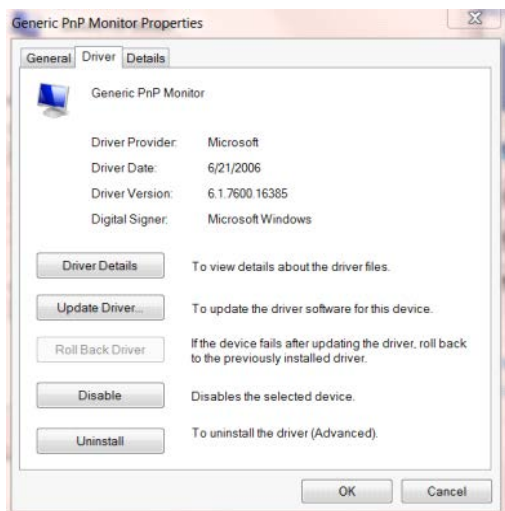 Generic PnP Monitor Properties
General Driver Details
Generic PnP Monitor
Driver Provider: Microsoft
Driver Date: 6/21/2006
Driver Version: 6.1.7600.16385
Digital Signer: Microsoft Windows
Driver Details To view details about the driver files.
Update Driver... To update the driver software for this device.
Roll Back Driver If the device fails after updating the driver, roll back
to the previously installed driver.
Disable Disables the selected device.
Uninstall To uninstall the driver (Advanced).
OK Cancel